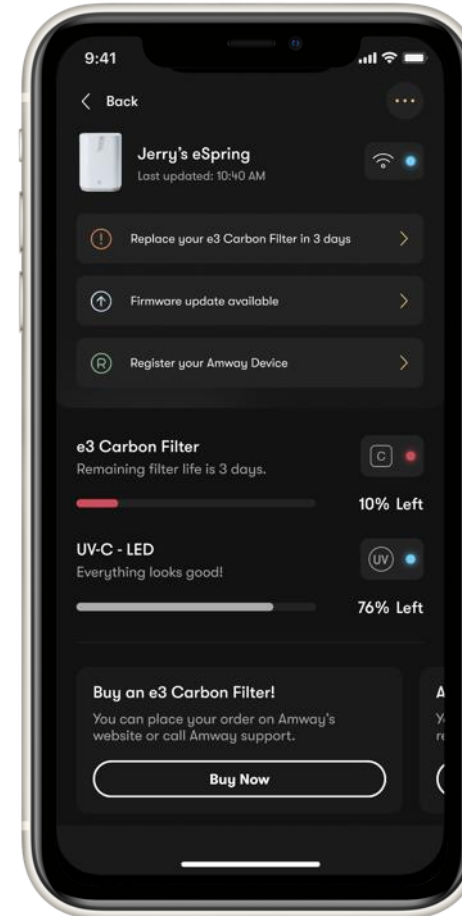 9:41
Back
Jerry's eSpring
Last updated: 10:40 AM
Replace your e3 Carbon Filter in 3 days
Firmware update available
R Register your Amway Device
e3 Carbon Filter
Remaining filter life is 3 days.
C
10% Left
UV-C - LED
Everything looks good!
UV
76% Left
Buy an e3 Carbon Filter!
You can place your order on Amway's
website or call Amway support.
Buy Now